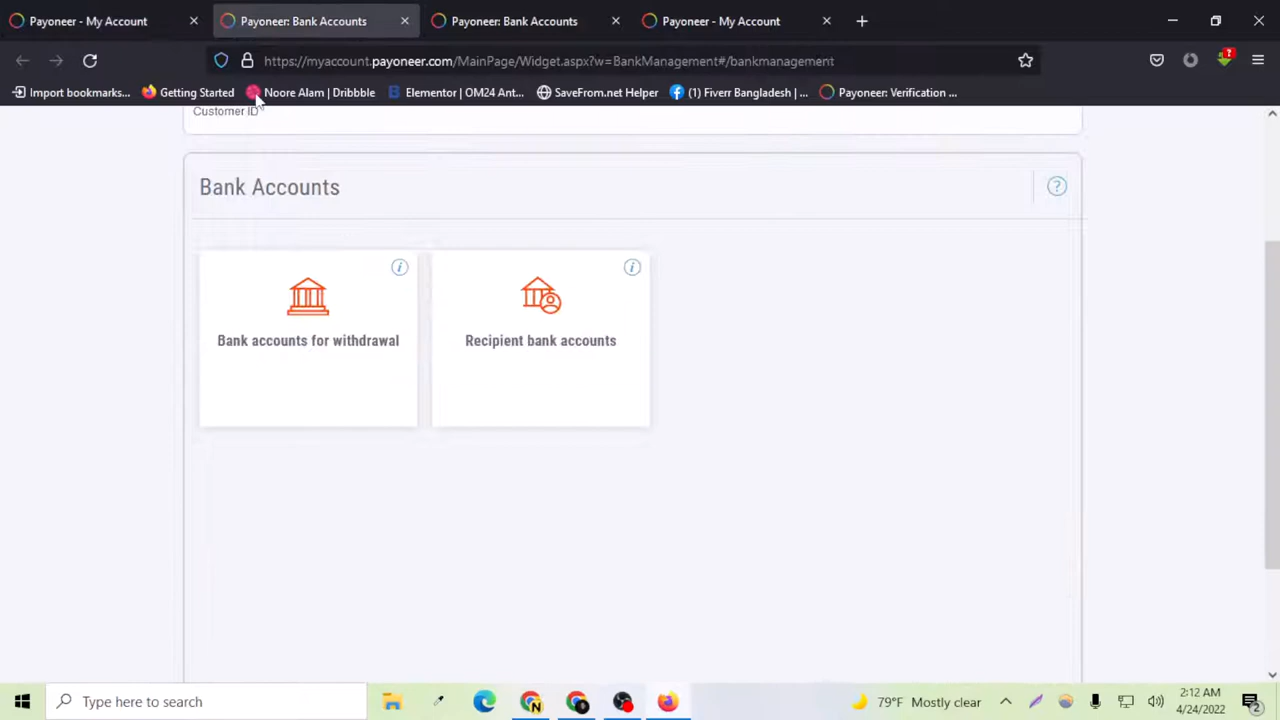 Payoneer - My Account
Payoneer: Bank Accounts
Payoneer: Bank Accounts
Payoneer - My Account
https://myaccount.payoneer.com/MainPage/Widget.aspx?w=BankManagement#/bankmanagement
Import bookmarks...
Getting Started
Noore Alam | Dribbble
Elementor | OM24 Ant...
SaveFrom.net Helper
(1) Fiverr Bangladesh | ...
Payoneer: Verification ...
Customer ID
Bank Accounts
Bank accounts for withdrawal
Recipient bank accounts
Type here to search
79°F Mostly clear
2:12 AM
4/24/2022